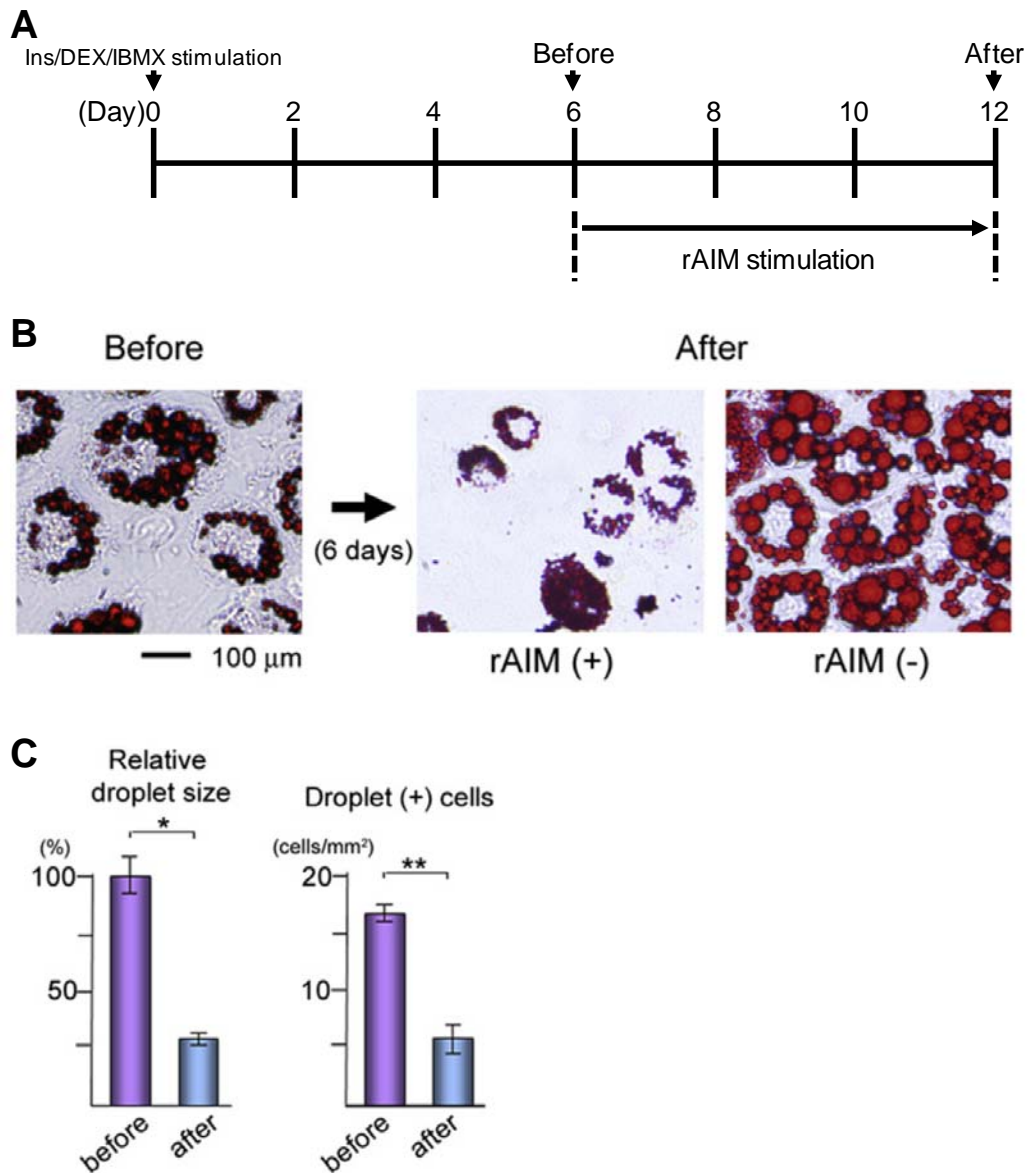 A
Ins/DEX/IBMX stimulation
Before
After
(Day)0 2 4 6 8 10 12
rAIM stimulation
B
Before
After
(6 days)
100 μm
rAIM (+)
rAIM (-)
C
Relative
droplet size
Droplet (+) cells
(%)
*
(cells/mm²)
**
100
50
20
10
before
after
before
after